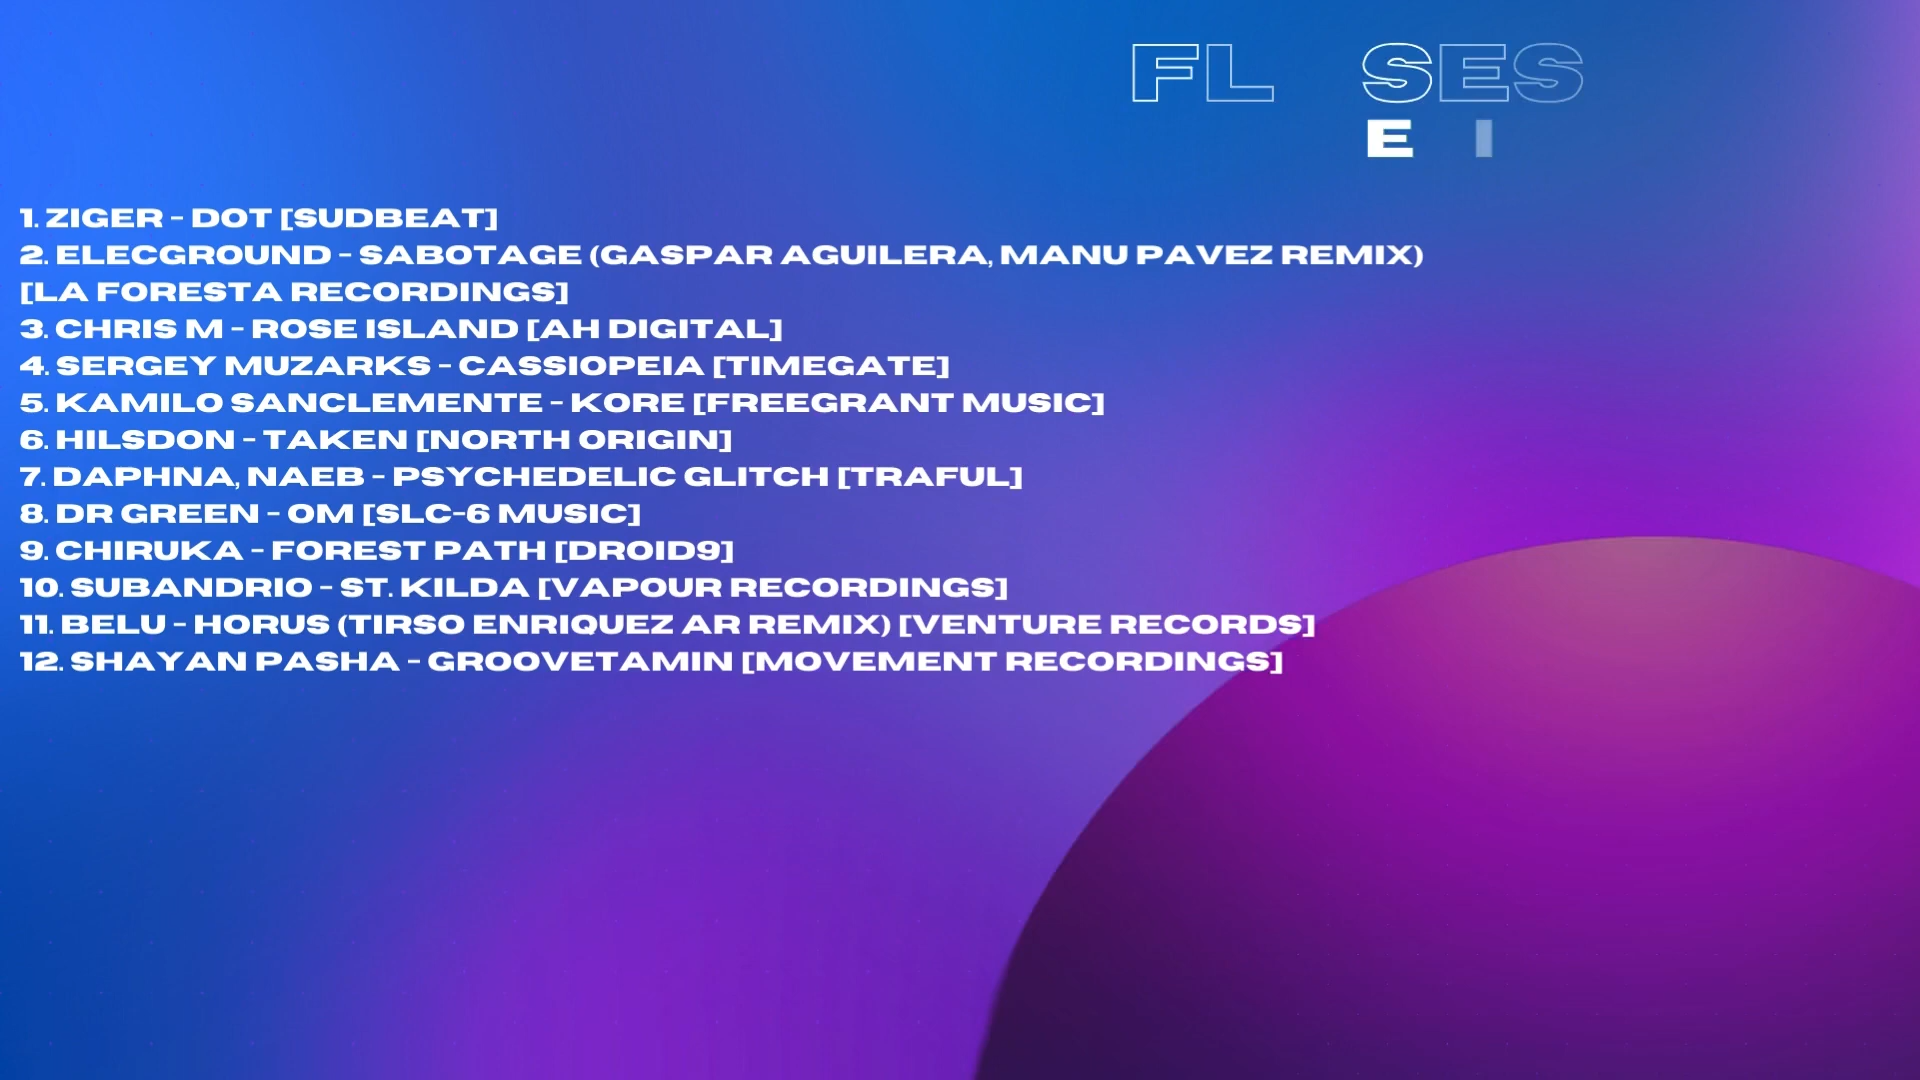 FL SES
E I
1. ZIGER - DOT [SUDBEAT]
2. ELECGROUND - SABOTAGE (GASPAR AGUILERA, MANU PAVEZ REMIX)
[LA FORESTA RECORDINGS]
3. CHRIS M - ROSE ISLAND [AH DIGITAL]
4. SERGEY MUZARKS - CASSIOPEIA [TIMEGATE]
5. KAMILO SANCLEMENTE - KORE [FREEGRANT MUSIC]
6. HILSDON - TAKEN [NORTH ORIGIN]
7. DAPHNA, NAEB - PSYCHEDELIC GLITCH [TRAFUL]
8. DR GREEN - OM [SLC-6 MUSIC]
9. CHIRUKA - FOREST PATH [DROID9]
10. SUBANDRIO - ST. KILDA [VAPOUR RECORDINGS]
11. BELU - HORUS (TIRSO ENRIQUEZ AR REMIX) [VENTURE RECORDS]
12. SHAYAN PASHA - GROOVETAMIN [MOVEMENT RECORDINGS]